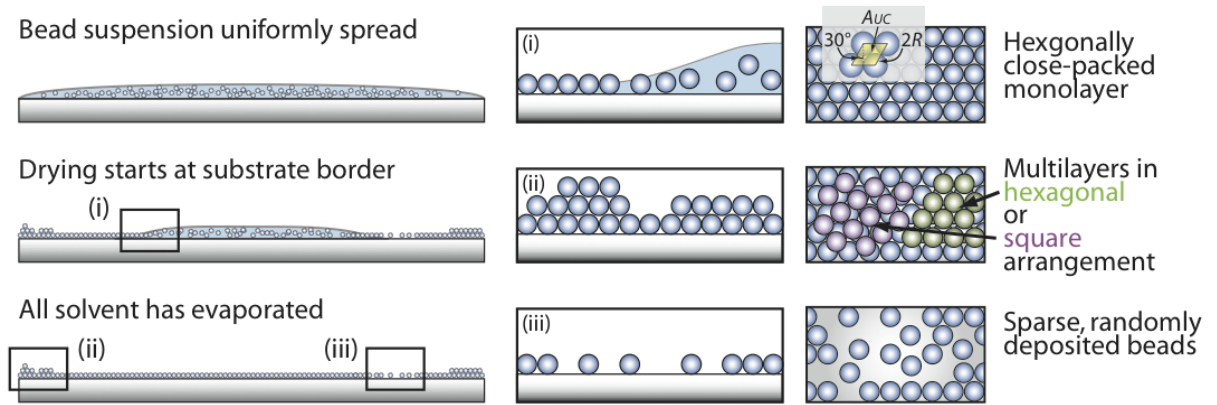 Bead suspension uniformly spread
(i)
AUC
30°
2R
Hexgonally
close-packed
monolayer
Drying starts at substrate border
(i)
(ii)
Multilayers in
hexagonal
or
square
arrangement
All solvent has evaporated
(ii)
(iii)
(iii)
Sparse, randomly
deposited beads